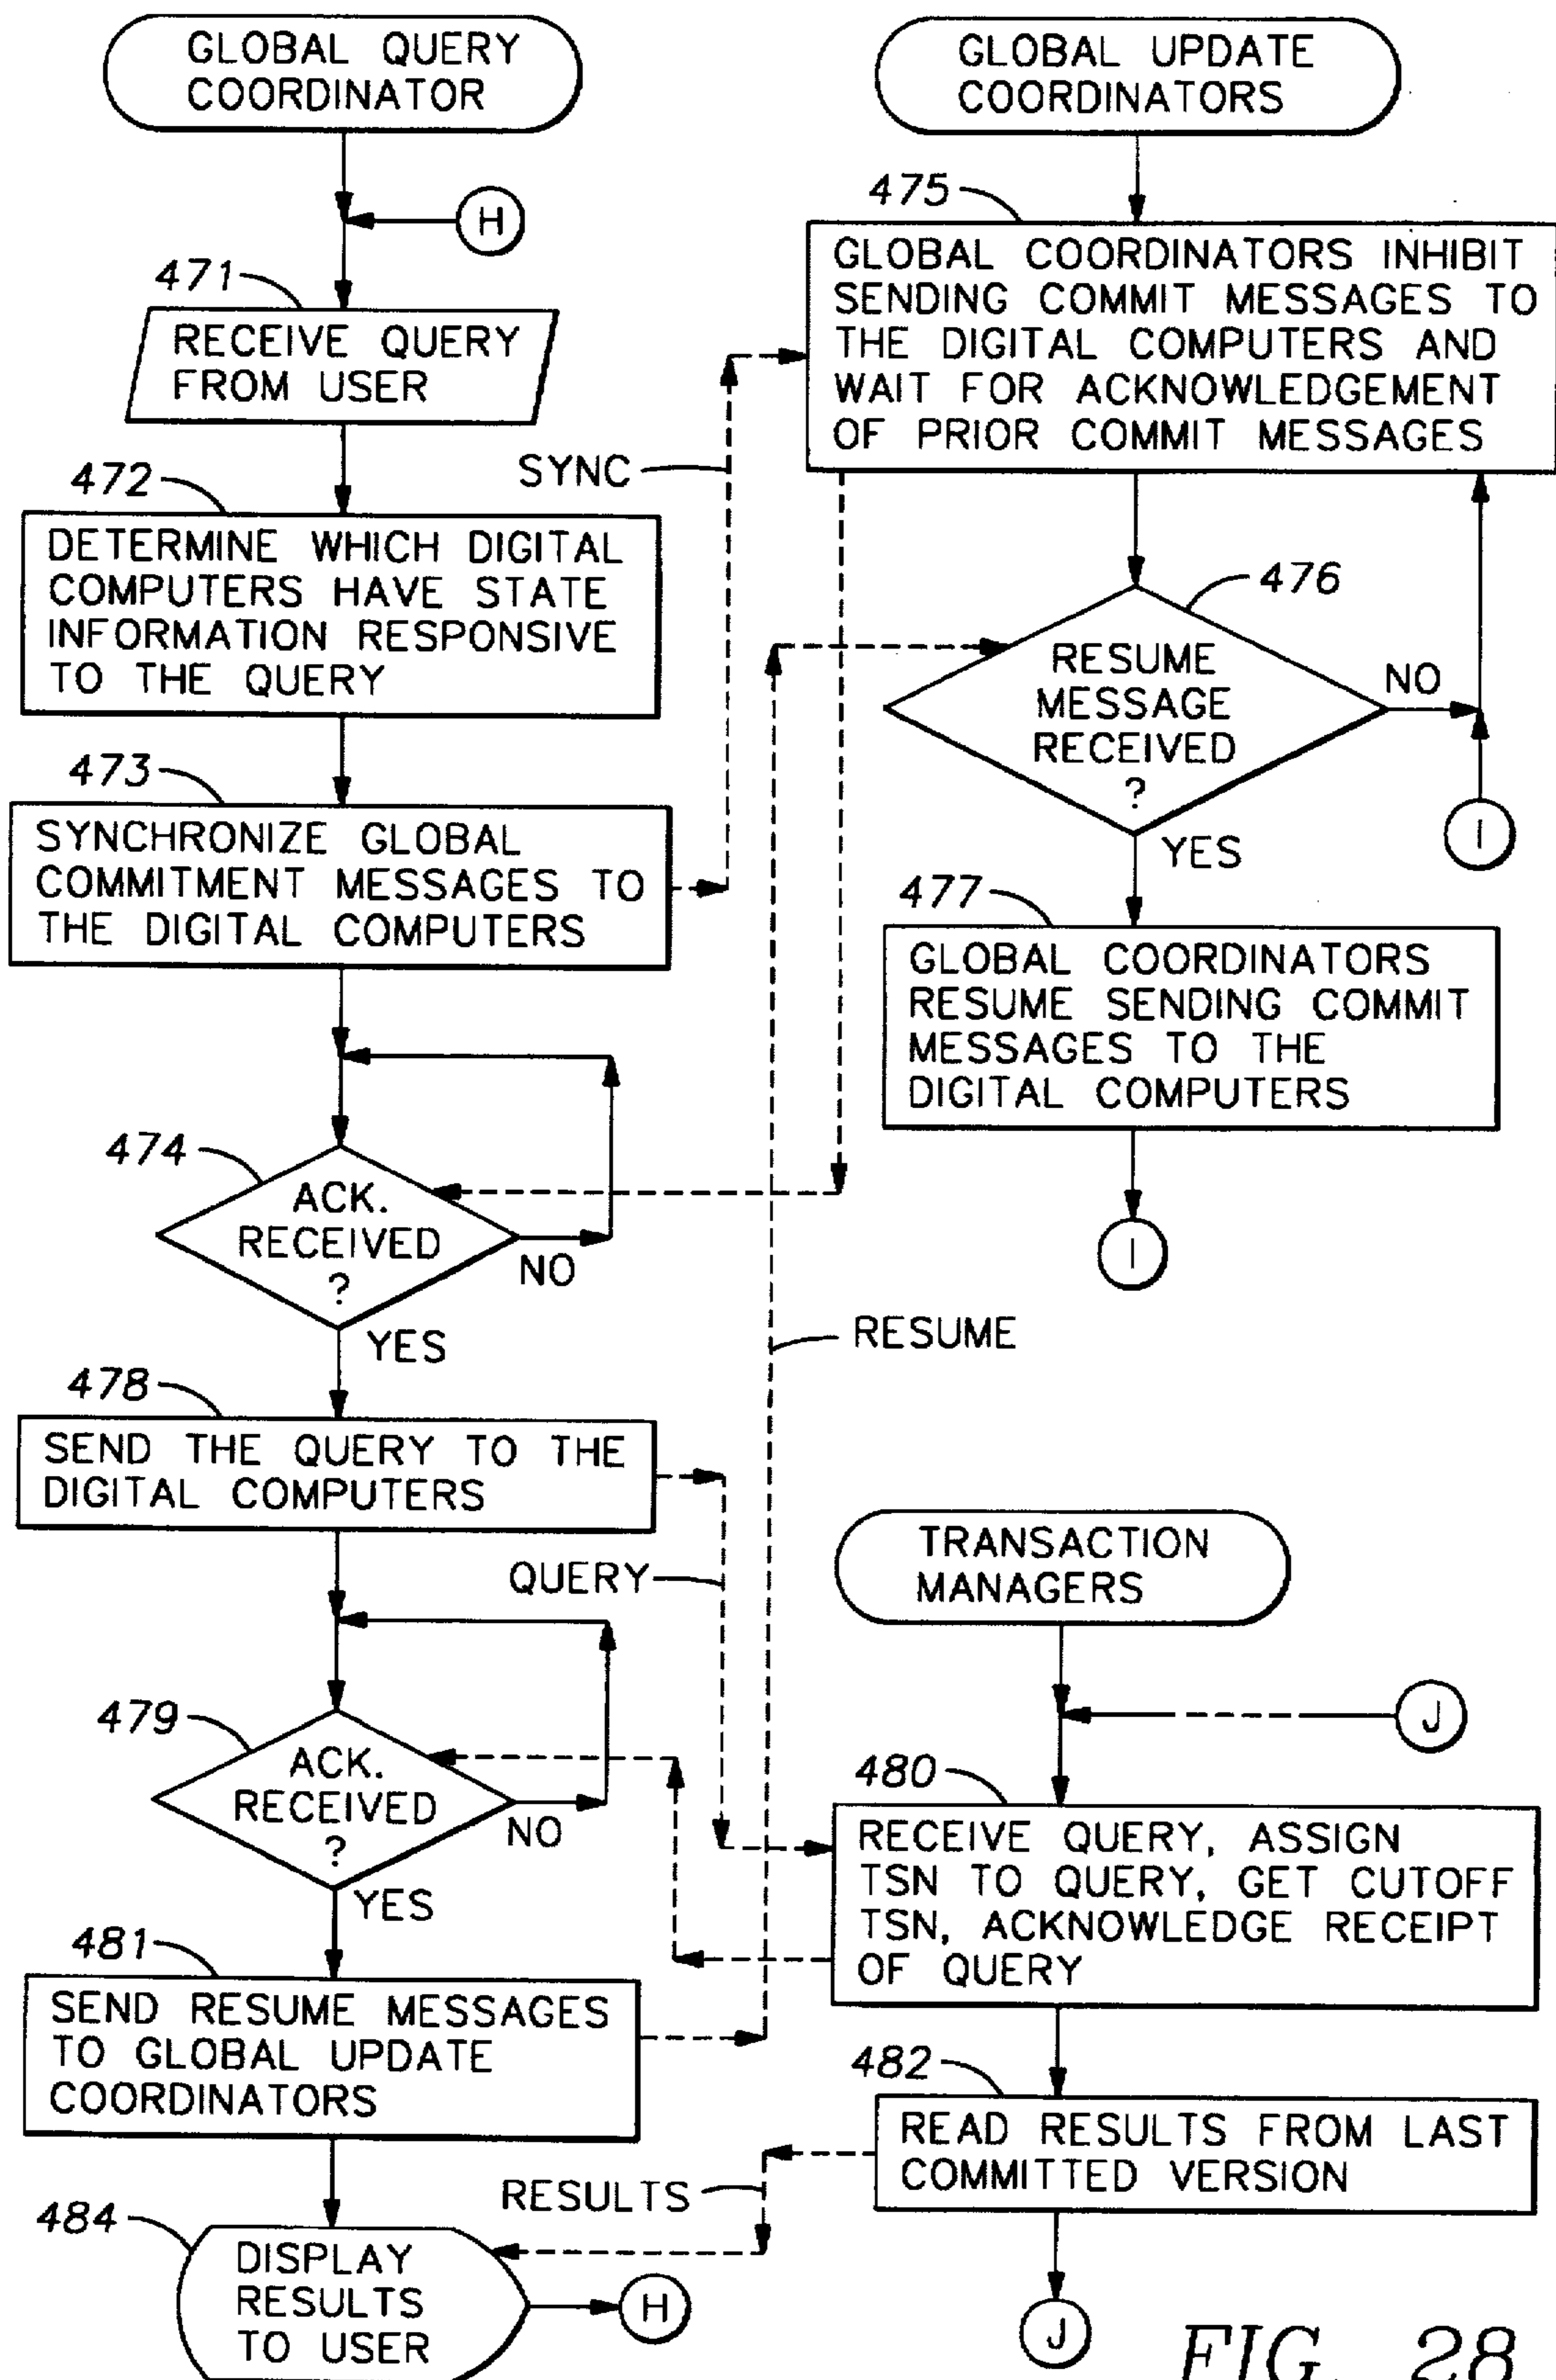 GLOBAL QUERY
COORDINATOR
H
471
RECEIVE QUERY
FROM USER
472
DETERMINE WHICH DIGITAL
COMPUTERS HAVE STATE
INFORMATION RESPONSIVE
TO THE QUERY
473
SYNCHRONIZE GLOBAL
COMMITMENT MESSAGES TO
THE DIGITAL COMPUTERS
SYNC
474
ACK.
RECEIVED
?
NO
YES
478
SEND THE QUERY TO THE
DIGITAL COMPUTERS
QUERY
479
ACK.
RECEIVED
?
NO
YES
481
SEND RESUME MESSAGES
TO GLOBAL UPDATE
COORDINATORS
RESULTS
484
DISPLAY
RESULTS
TO USER
H
GLOBAL UPDATE
COORDINATORS
475
GLOBAL COORDINATORS INHIBIT
SENDING COMMIT MESSAGES TO
THE DIGITAL COMPUTERS AND
WAIT FOR ACKNOWLEDGEMENT
OF PRIOR COMMIT MESSAGES
476
RESUME
MESSAGE
RECEIVED
?
NO
I
YES
477
GLOBAL COORDINATORS
RESUME SENDING COMMIT
MESSAGES TO THE
DIGITAL COMPUTERS
I
RESUME
TRANSACTION
MANAGERS
J
480
RECEIVE QUERY, ASSIGN
TSN TO QUERY, GET CUTOFF
TSN, ACKNOWLEDGE RECEIPT
OF QUERY
482
READ RESULTS FROM LAST
COMMITTED VERSION
J
FIG. 28